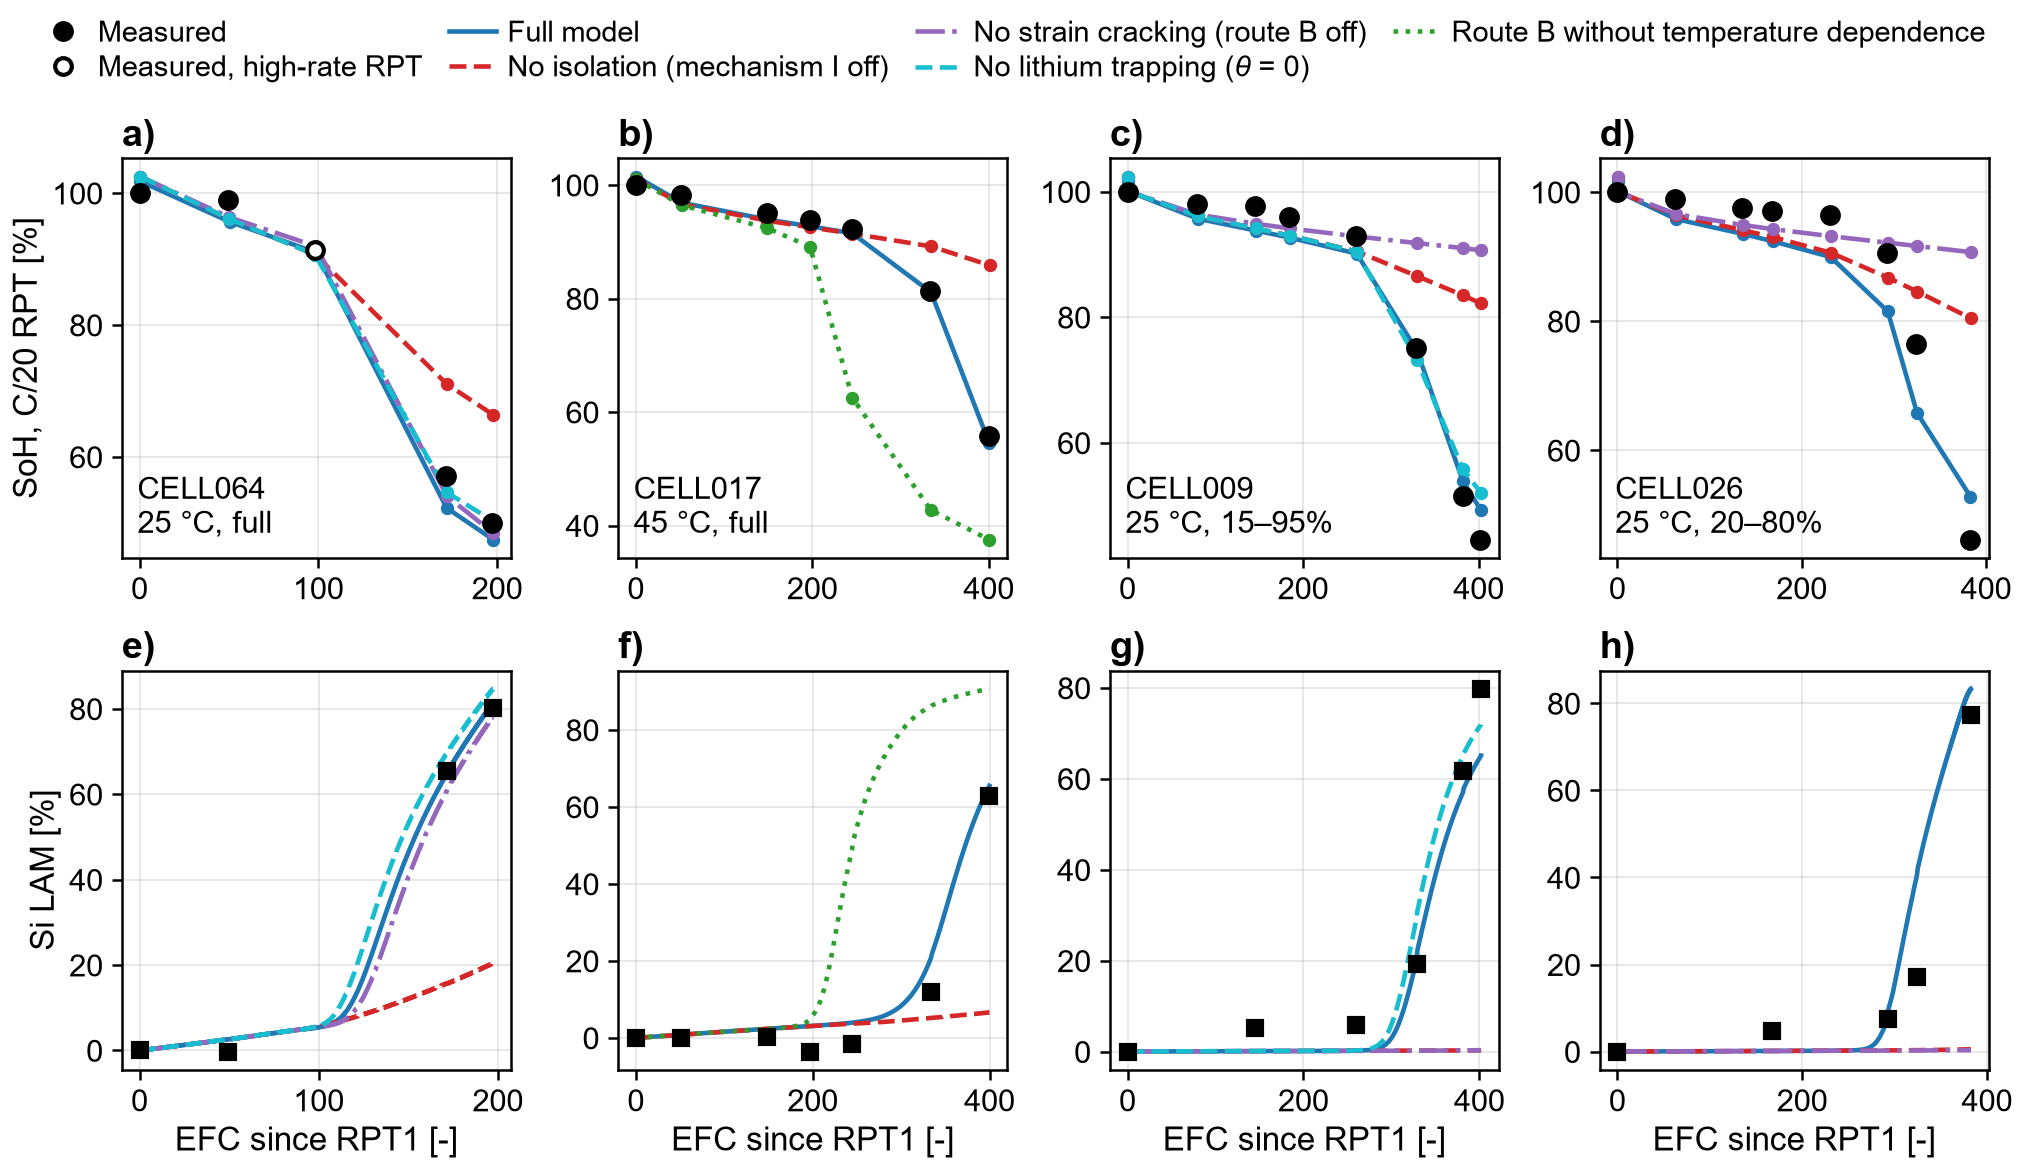 Measured
Full model
No strain cracking (route B off)
Route B without temperature dependence
Measured, high-rate RPT
No isolation (mechanism I off)
No lithium trapping (θ = 0)
a)
b)
c)
d)
SoH, C/20 RPT [%]
100
80
60
CELL064
25 °C, full
0
100
200
100
80
60
40
CELL017
45 °C, full
0
200
400
100
80
60
CELL009
25 °C, 15–95%
0
200
400
100
80
60
CELL026
25 °C, 20–80%
0
200
400
e)
f)
g)
h)
Si LAM [%]
80
60
40
20
0
0
100
200
EFC since RPT1 [-]
80
60
40
20
0
0
200
400
EFC since RPT1 [-]
80
60
40
20
0
0
200
400
EFC since RPT1 [-]
80
60
40
20
0
0
200
400
EFC since RPT1 [-]